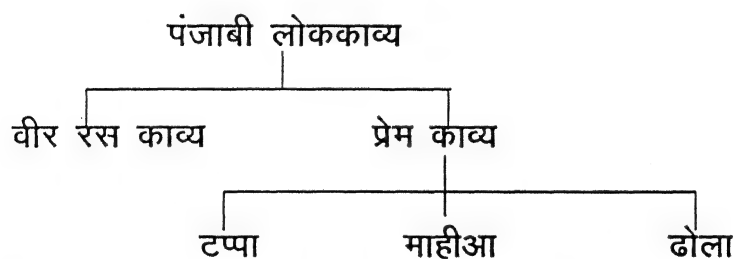 पंजाबी लोककाव्य
वीर रस काव्य प्रेम काव्य
टप्पा माहीआ ढोला